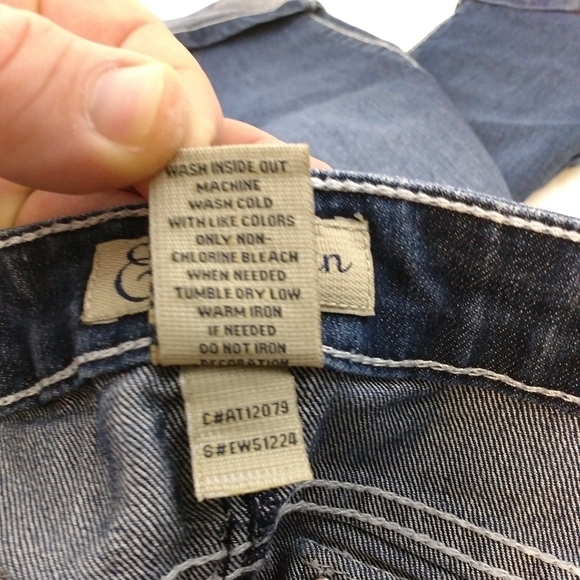 WASH INSIDE OUT
MACHINE
WASH COLD
WITH LIKE COLORS
ONLY NON-
CHLORINE BLEACH
WHEN NEEDED
TUMBLE DRY LOW
WARM IRON
IF NEEDED
DO NOT IRON
DECORATION
C#AT12079
S#EW51224